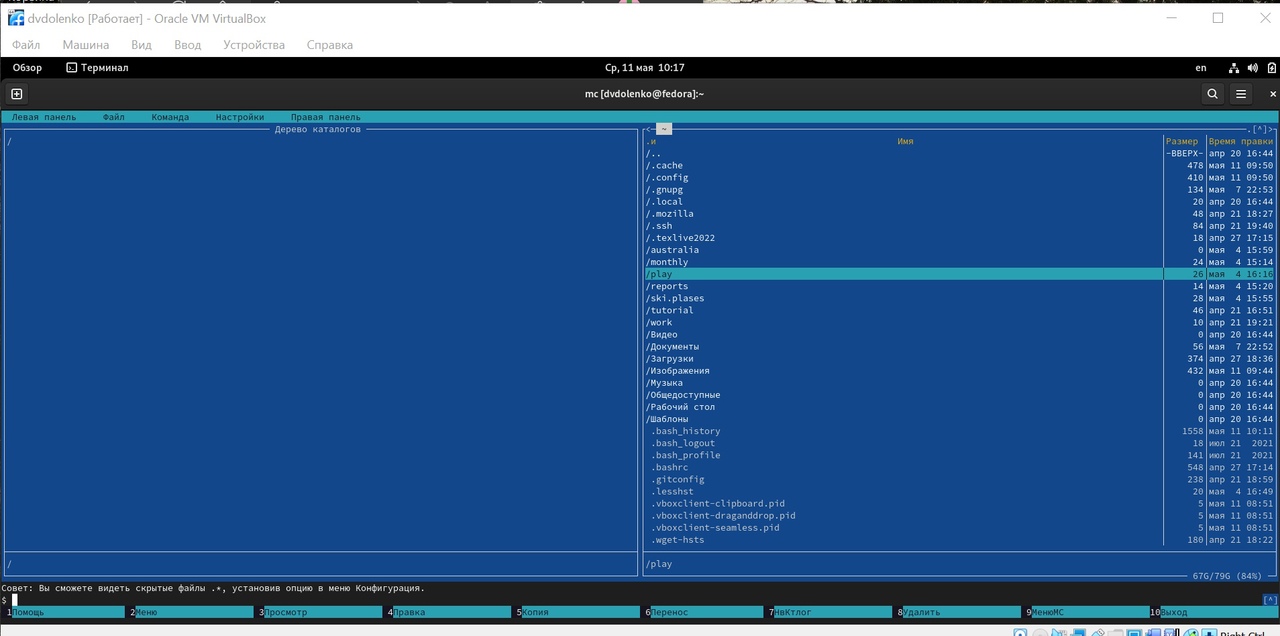 dvdolenko [Работает] - Oracle VM VirtualBox
Файл Машина Вид Ввод Устройства Справка
Обзор Терминал Ср, 11 мая 10:17 en
mc [dvdolenko@fedora]:~
Левая панель Файл Команда Настройки Правая панель
Дерево каталогов <- ~ .[^]>
/ .и Имя Размер Время правки
/.. -ВВЕРХ- апр 20 16:44
/.cache 478 мая 11 09:50
/.config 410 мая 11 09:50
/.gnupg 134 мая 7 22:53
/.local 20 апр 20 16:44
/.mozilla 48 апр 21 18:27
/.ssh 84 апр 21 19:40
/.texlive2022 18 апр 27 17:15
/australia 0 мая 4 15:59
/monthly 24 мая 4 15:14
/play 26 мая 4 16:16
/reports 14 мая 4 15:20
/ski.plases 28 мая 4 15:55
/tutorial 46 апр 21 16:51
/work 10 апр 21 19:21
/Видео 0 апр 20 16:44
/Документы 56 мая 7 22:52
/Загрузки 374 апр 27 18:36
/Изображения 432 мая 11 09:44
/Музыка 0 апр 20 16:44
/Общедоступные 0 апр 20 16:44
/Рабочий стол 0 апр 20 16:44
/Шаблоны 0 апр 20 16:44
.bash_history 1558 мая 11 10:11
.bash_logout 18 июл 21 2021
.bash_profile 141 июл 21 2021
.bashrc 548 апр 27 17:14
.gitconfig 238 апр 21 18:59
.lesshst 20 мая 4 16:49
.vboxclient-clipboard.pid 5 мая 11 08:51
.vboxclient-draganddrop.pid 5 мая 11 08:51
.vboxclient-seamless.pid 5 мая 11 08:51
.wget-hsts 180 апр 21 18:22
/ /play
67G/79G (84%)
Совет: Вы сможете видеть скрытые файлы .*, установив опцию в меню Конфигурация.
$ [^]
1Помощь 2Меню 3Просмотр 4Правка 5Копия 6Перенос 7НвКтлог 8Удалить 9МенюМС 10Выход
Right Ctrl